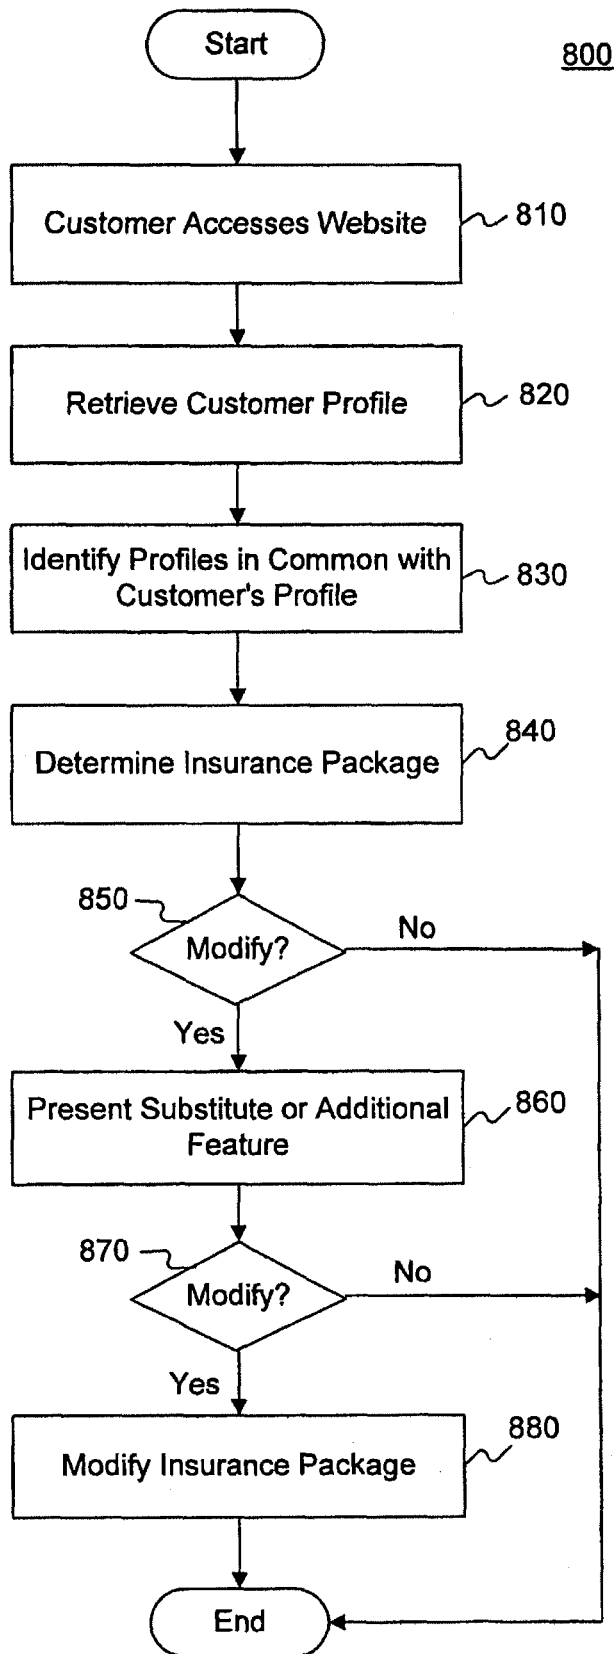 Start
800
Customer Accesses Website
810
Retrieve Customer Profile
820
Identify Profiles in Common with
Customer's Profile
830
Determine Insurance Package
840
850
Modify?
No
Yes
Present Substitute or Additional
Feature
860
870
Modify?
No
Yes
Modify Insurance Package
880
End